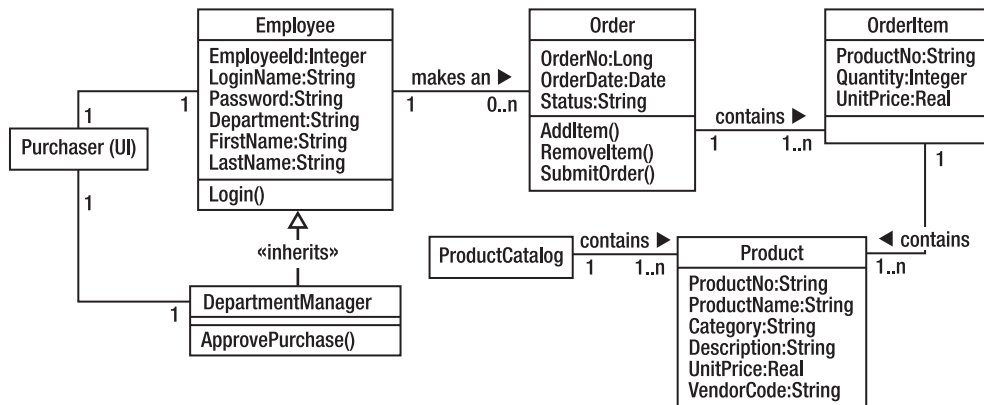 Employee
EmployeeId:Integer
LoginName:String
Password:String
Department:String
FirstName:String
LastName:String
Login()
makes an ▶
1
0..n
Order
OrderNo:Long
OrderDate:Date
Status:String
AddItem()
RemoveItem()
SubmitOrder()
contains ▶
1
1..n
OrderItem
ProductNo:String
Quantity:Integer
UnitPrice:Real
1
1
1
Purchaser (UI)
1
1
«inherits»
DepartmentManager
ApprovePurchase()
ProductCatalog
contains ▶
1
1..n
◀ contains
1..n
Product
ProductNo:String
ProductName:String
Category:String
Description:String
UnitPrice:Real
VendorCode:String